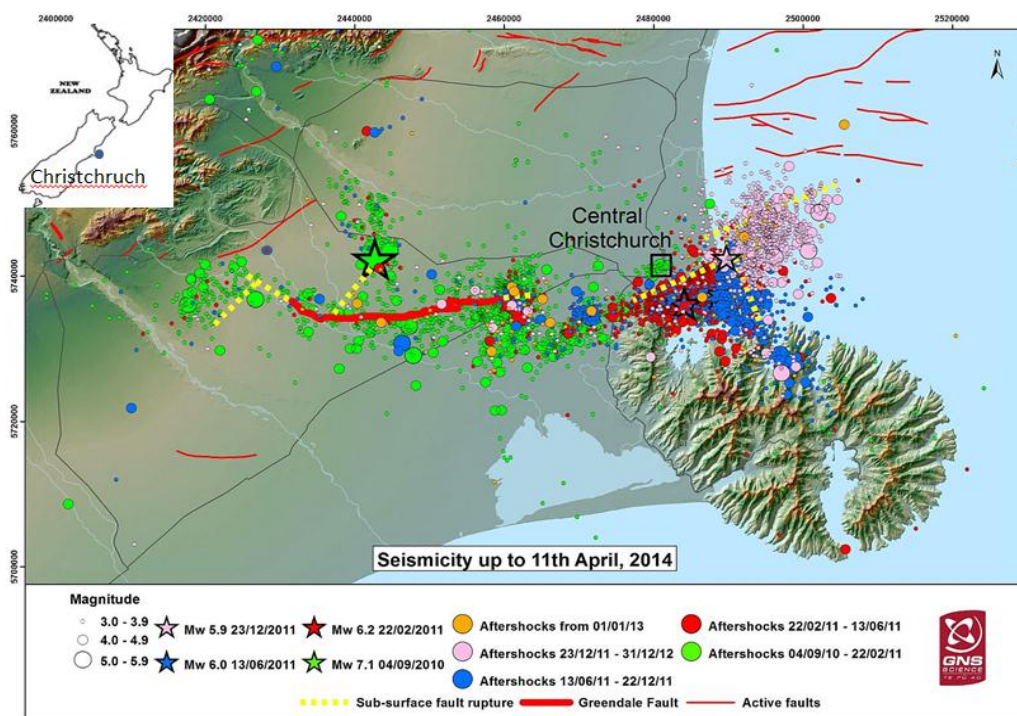 2400000 2420000 2440000 2460000 2480000 2500000 2520000
NEW
ZEALAND
Christchruch
N
5760000
5740000
5720000
5700000
Central
Christchurch
Seismicity up to 11th April, 2014
Magnitude
3.0 - 3.9
4.0 - 4.9
5.0 - 5.9
Mw 5.9 23/12/2011
Mw 6.0 13/06/2011
Mw 6.2 22/02/2011
Mw 7.1 04/09/2010
Aftershocks from 01/01/13
Aftershocks 23/12/11 - 31/12/12
Aftershocks 13/06/11 - 22/12/11
Aftershocks 22/02/11 - 13/06/11
Aftershocks 04/09/10 - 22/02/11
Sub-surface fault rupture
Greendale Fault
Active faults
GNS
SCIENCE
TE PŪ AO